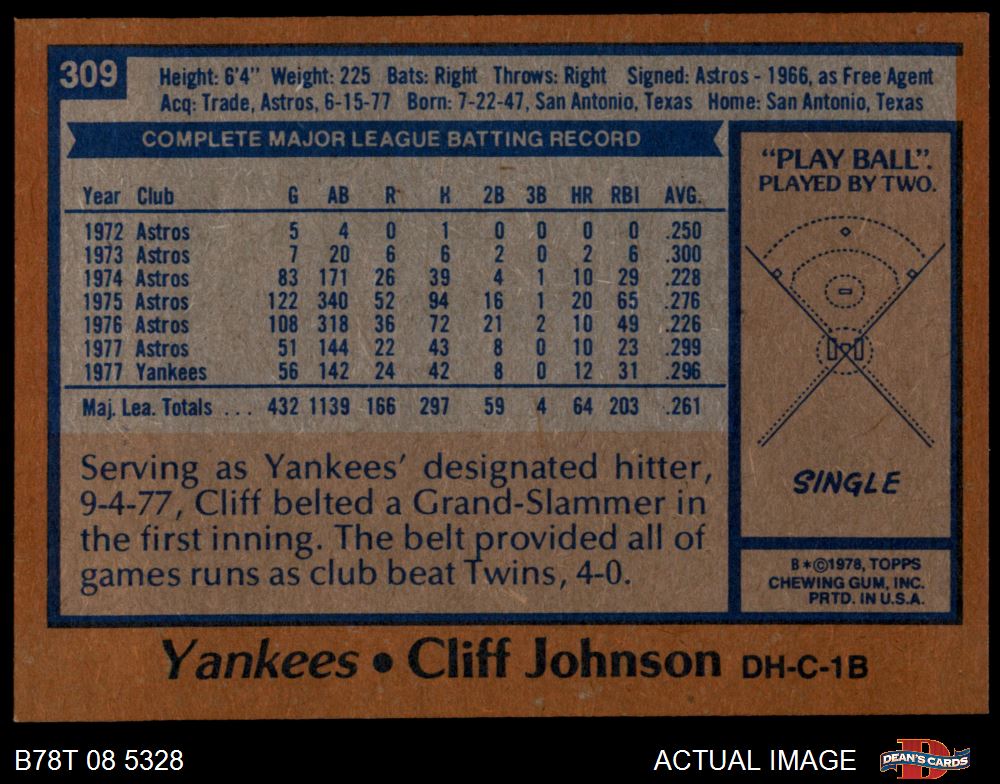 309
Height: 6'4" Weight: 225 Bats: Right Throws: Right Signed: Astros - 1966, as Free Agent
Acq: Trade, Astros, 6-15-77 Born: 7-22-47, San Antonio, Texas Home: San Antonio, Texas
COMPLETE MAJOR LEAGUE BATTING RECORD
Year Club G AB R H 2B 3B HR RBI AVG.
1972 Astros 5 4 0 1 0 0 0 0 .250
1973 Astros 7 20 6 6 2 0 2 6 .300
1974 Astros 83 171 26 39 4 1 10 29 .228
1975 Astros 122 340 52 94 16 1 20 65 .276
1976 Astros 108 318 36 72 21 2 10 49 .226
1977 Astros 51 144 22 43 8 0 10 23 .299
1977 Yankees 56 142 24 42 8 0 12 31 .296
Maj. Lea. Totals . . . 432 1139 166 297 59 4 64 203 .261
Serving as Yankees' designated hitter,
9-4-77, Cliff belted a Grand-Slammer in
the first inning. The belt provided all of
games runs as club beat Twins, 4-0.
"PLAY BALL".
PLAYED BY TWO.
SINGLE
B*©1978, TOPPS
CHEWING GUM, INC.
PRTD. IN U.S.A.
Yankees • Cliff Johnson DH-C-1B
B78T 08 5328
ACTUAL IMAGE
DEAN'S CARDS